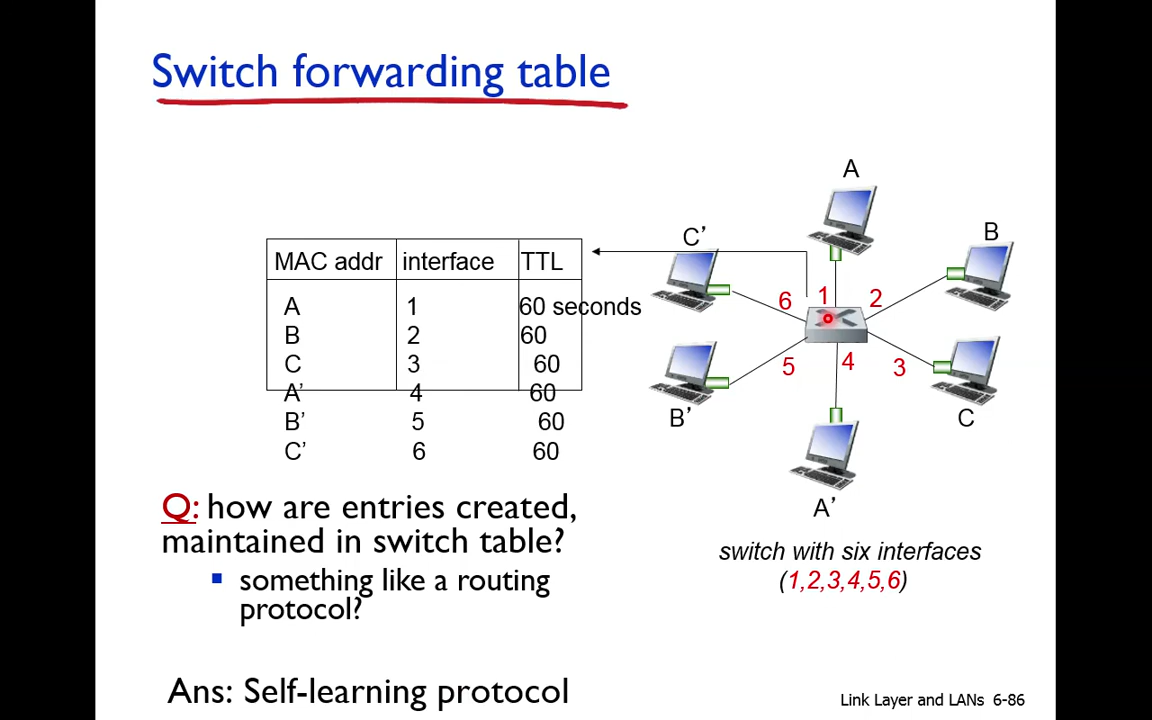 Switch forwarding table
MAC addr interface TTL
A 1 60 seconds
B 2 60
C 3 60
A' 4 60
B' 5 60
C' 6 60
A
B
C'
6 1 2
5 4 3
B'
C
A'
switch with six interfaces
(1,2,3,4,5,6)
Q: how are entries created,
maintained in switch table?
▪ something like a routing
protocol?
Ans: Self-learning protocol
Link Layer and LANs 6-86